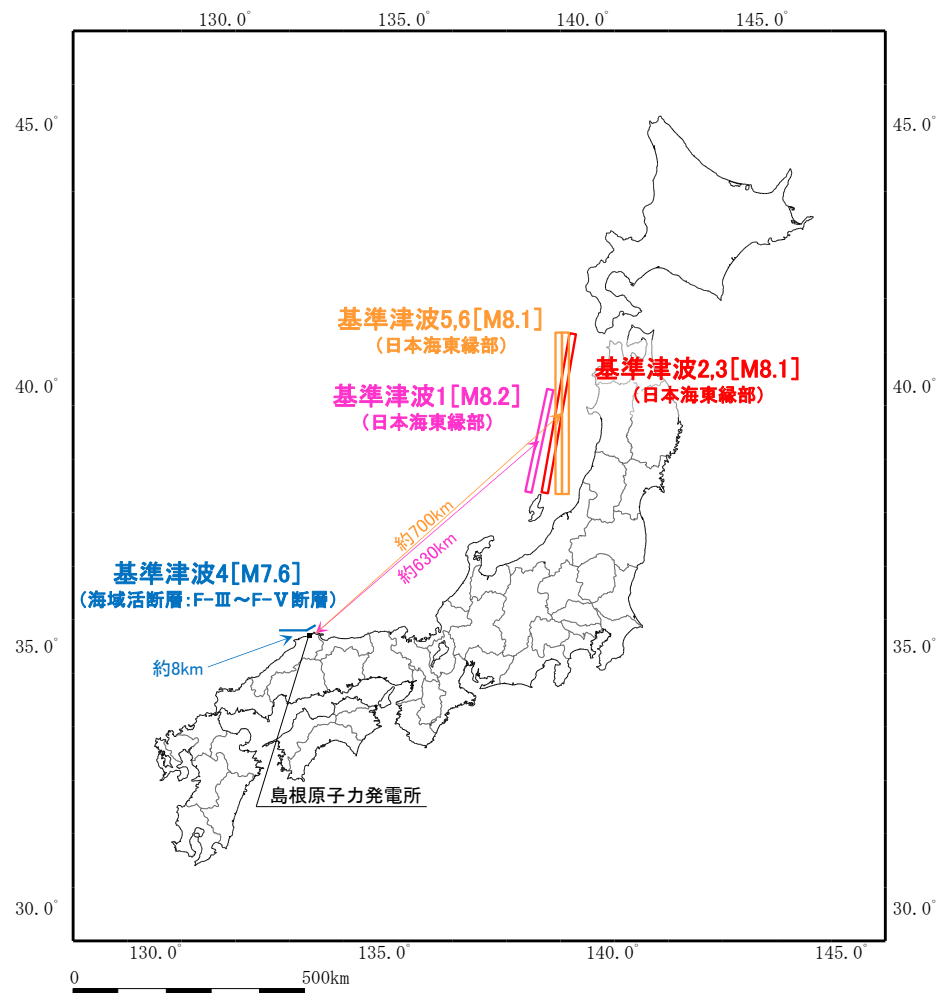 130.0° 135.0° 140.0° 145.0°
45.0° 45.0°
基準津波5,6[M8.1]
(日本海東縁部)
基準津波2,3[M8.1]
(日本海東縁部)
40.0° 40.0°
基準津波1[M8.2]
(日本海東縁部)
約700km
約630km
基準津波4[M7.6]
(海域活断層:F-Ⅲ～F-Ⅴ断層)
35.0° 35.0°
約8km
島根原子力発電所
30.0° 30.0°
130.0° 135.0° 140.0° 145.0°
0 500km